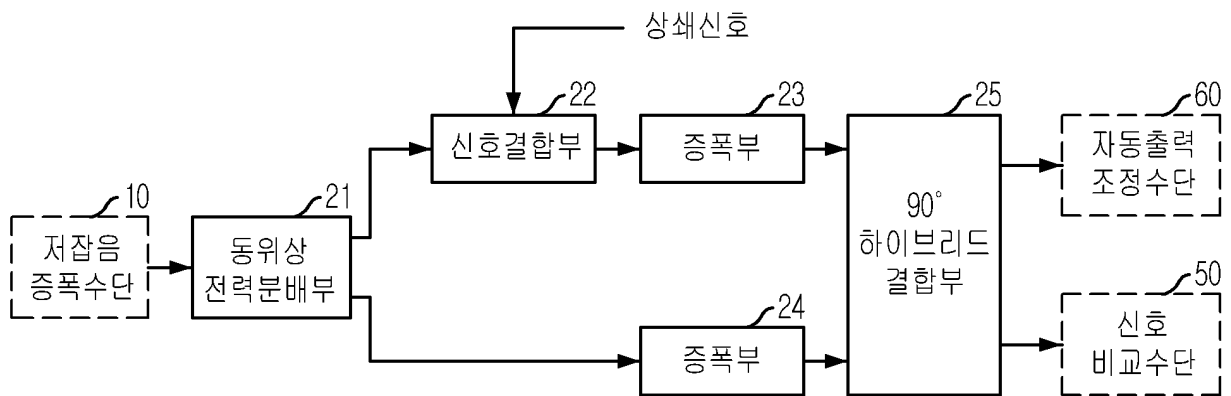 상쇄신호
22
신호결합부
23
증폭부
25
90°
하이브리드
결합부
60
자동출력
조정수단
10
저잡음
증폭수단
21
동위상
전력분배부
24
증폭부
50
신호
비교수단